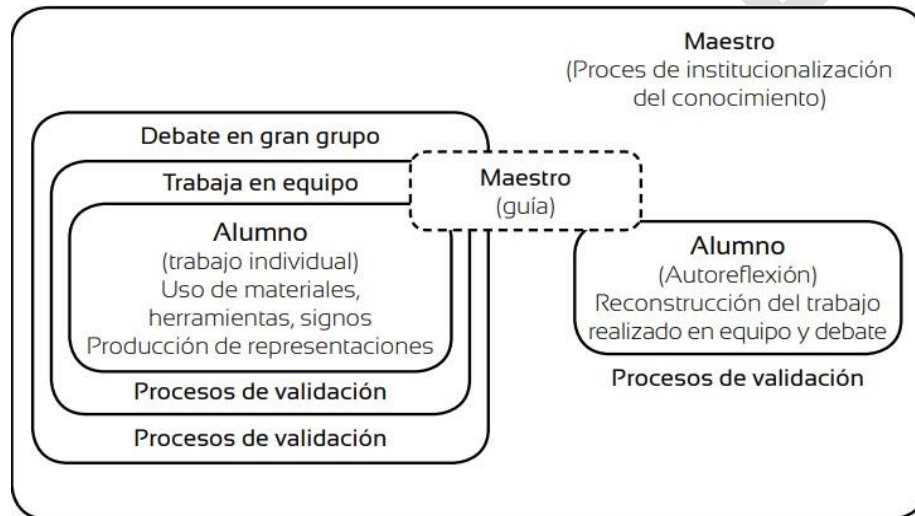 Maestro
(Proces de institucionalización
del conocimiento)
Debate en gran grupo
Trabaja en equipo
Maestro
(guía)
Alumno
(trabajo individual)
Uso de materiales,
herramientas, signos
Producción de representaciones
Procesos de validación
Procesos de validación
Alumno
(Autoreflexión)
Reconstrucción del trabajo
realizado en equipo y debate
Procesos de validación